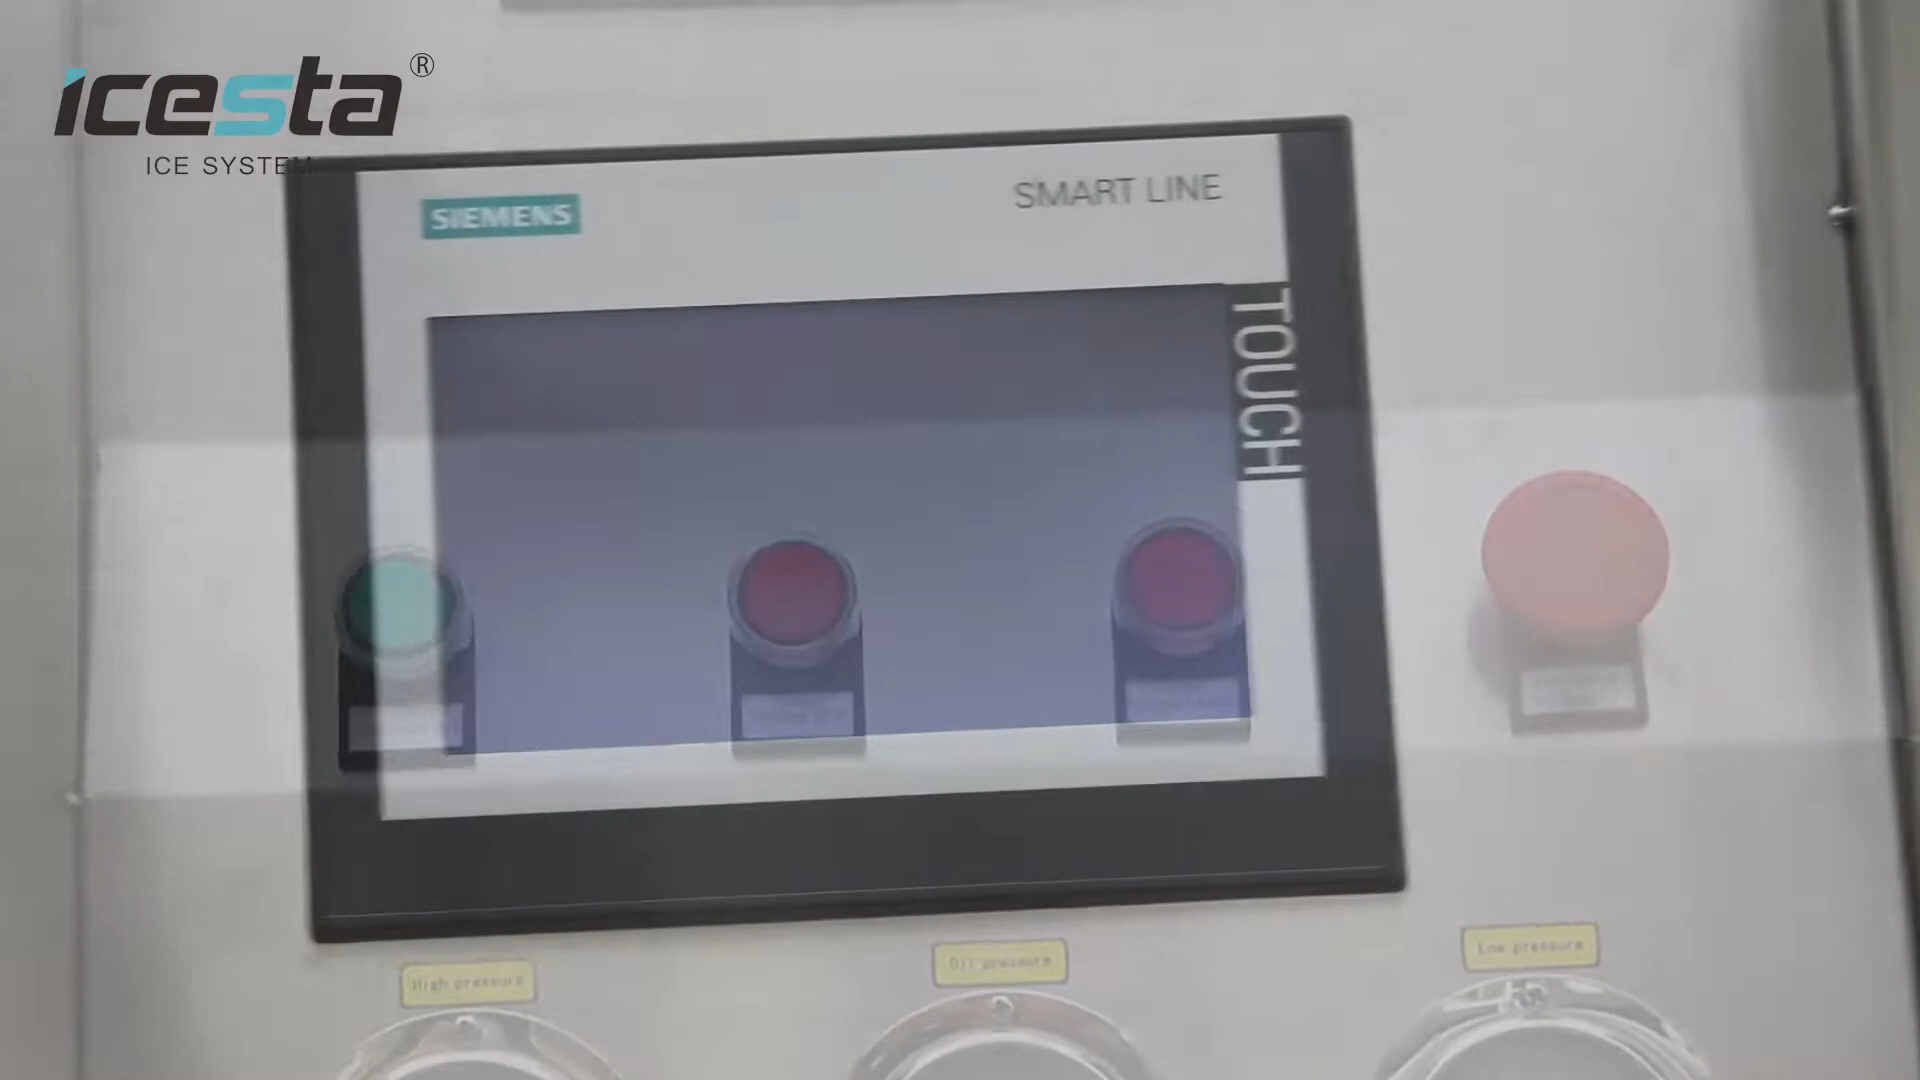 icesta®
ICE SYSTEM
SIEMENS
SMART LINE
TOUCH
High pressure
Oil pressure
Low pressure